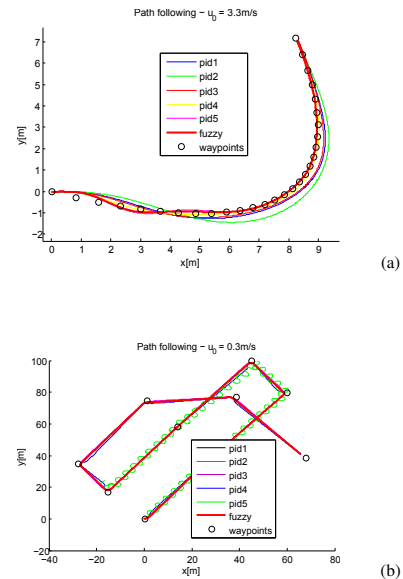 Path following − u0 = 3.3m/s
7
6
5
4
3
2
1
0
−1
−2
y[m]
pid1
pid2
pid3
pid4
pid5
fuzzy
waypoints
0 1 2 3 4 5 6 7 8 9
x[m]
(a)
Path following − u0 = 0.3m/s
100
80
60
40
20
0
−20
y[m]
pid1
pid2
pid3
pid4
pid5
fuzzy
waypoints
−40 −20 0 20 40 60 80
x[m]
(b)